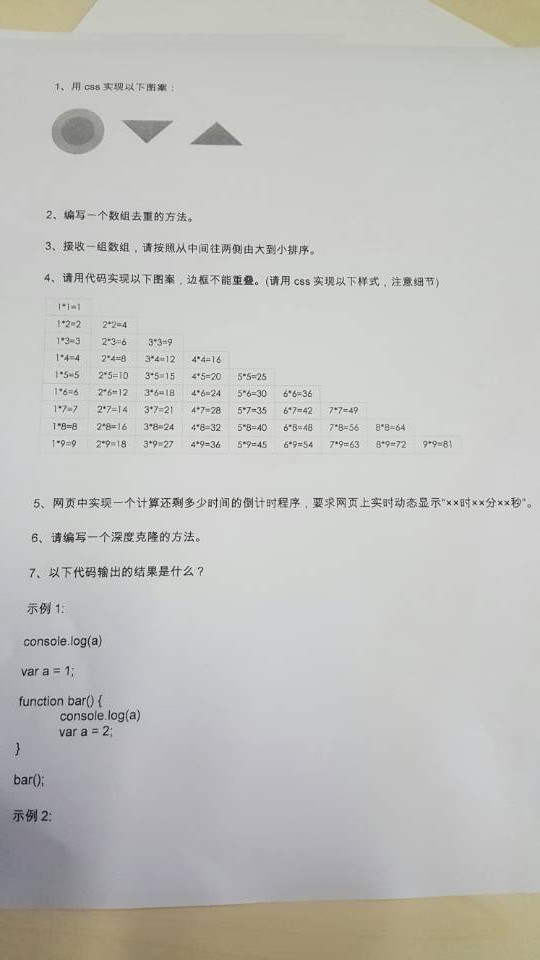 1、用 css 实现以下图案：
2、编写一个数组去重的方法。
3、接收一组数组，请按照从中间往两侧由大到小排序。
4、请用代码实现以下图案，边框不能重叠。(请用 css 实现以下样式，注意细节)
1*1=1
1*2=2 2*2=4
1*3=3 2*3=6 3*3=9
1*4=4 2*4=8 3*4=12 4*4=16
1*5=5 2*5=10 3*5=15 4*5=20 5*5=25
1*6=6 2*6=12 3*6=18 4*6=24 5*6=30 6*6=36
1*7=7 2*7=14 3*7=21 4*7=28 5*7=35 6*7=42 7*7=49
1*8=8 2*8=16 3*8=24 4*8=32 5*8=40 6*8=48 7*8=56 8*8=64
1*9=9 2*9=18 3*9=27 4*9=36 5*9=45 6*9=54 7*9=63 8*9=72 9*9=81
5、网页中实现一个计算还剩多少时间的倒计时程序，要求网页上实时动态显示“××时××分××秒”。
6、请编写一个深度克隆的方法。
7、以下代码输出的结果是什么？
示例 1:
console.log(a)
var a = 1;
function bar() {
console.log(a)
var a = 2;
}
bar();
示例 2: